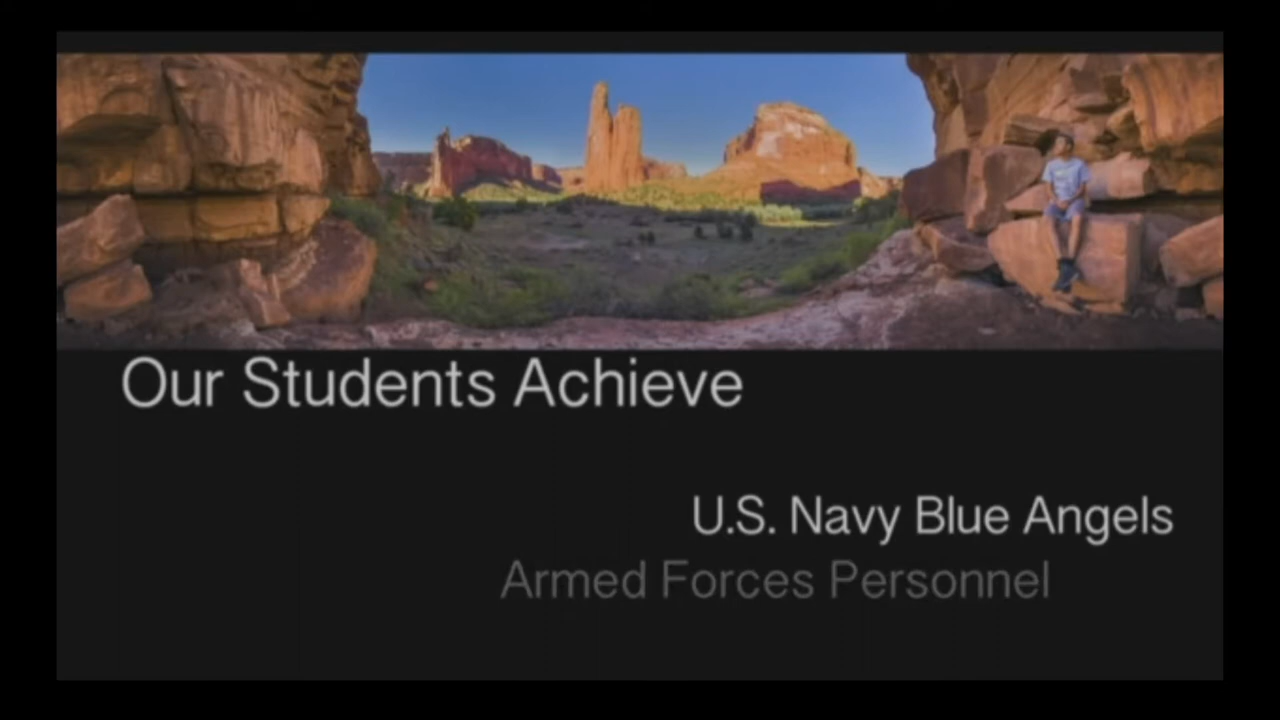 Our Students Achieve
U.S. Navy Blue Angels
Armed Forces Personnel